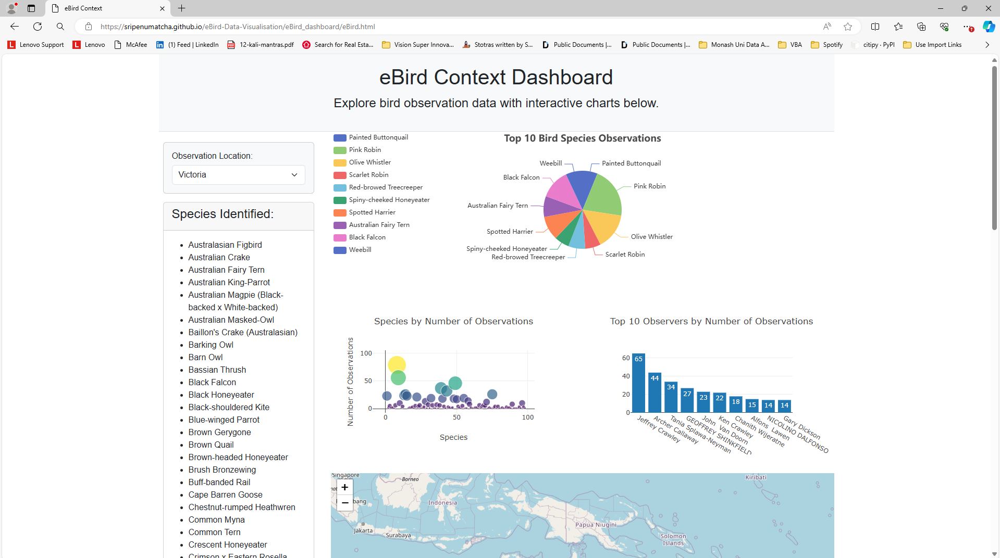 eBird Context
https://sripenumatcha.github.io/eBird-Data-Visualisation/eBird_dashboard/eBird.html
Lenovo Support
Lenovo
McAfee
(1) Feed | LinkedIn
12-kali-mantras.pdf
Search for Real Esta...
Vision Super Innova...
Stotras written by S...
Public Documents |...
Public Documents |...
Monash Uni Data A...
VBA
Spotify
citipy · PyPI
Use Import Links
eBird Context Dashboard
Explore bird observation data with interactive charts below.
Observation Location:
Victoria
Species Identified:
Australasian Figbird
Australian Crake
Australian Fairy Tern
Australian King-Parrot
Australian Magpie (Black-
backed x White-backed)
Australian Masked-Owl
Baillon's Crake (Australasian)
Barking Owl
Barn Owl
Bassian Thrush
Black Falcon
Black Honeyeater
Black-shouldered Kite
Blue-winged Parrot
Brown Gerygone
Brown Quail
Brown-headed Honeyeater
Brush Bronzewing
Buff-banded Rail
Cape Barren Goose
Chestnut-rumped Heathwren
Common Myna
Common Tern
Crescent Honeyeater
Crimson x Eastern Rosella
Painted Buttonquail
Pink Robin
Olive Whistler
Scarlet Robin
Red-browed Treecreeper
Spiny-cheeked Honeyeater
Spotted Harrier
Australian Fairy Tern
Black Falcon
Weebill
Top 10 Bird Species Observations
Weebill
Painted Buttonquail
Black Falcon
Pink Robin
Australian Fairy Tern
Spotted Harrier
Olive Whistler
Spiny-cheeked Honeyeater
Red-browed Treecreeper
Scarlet Robin
Species by Number of Observations
Number of Observations
100
50
0
0
50
100
Species
Top 10 Observers by Number of Observations
60
40
20
0
65
44
34
27
23
22
18
15
14
14
Jeffrey Crawley
Archer Callaway
Tania Splawa-Neyman
GEOFFREY SHINKFIELD
John Van Doorn
Ken Crawley
Chanith Wijeratne
Alfons Lawen
NICOLINO DALFONSO
Gary Dickson
+
−
Singapore
Borneo
Kiribati
bang
Indonesia
Jakarta
Surabaya
Papua Niugini
Solomon
Islands